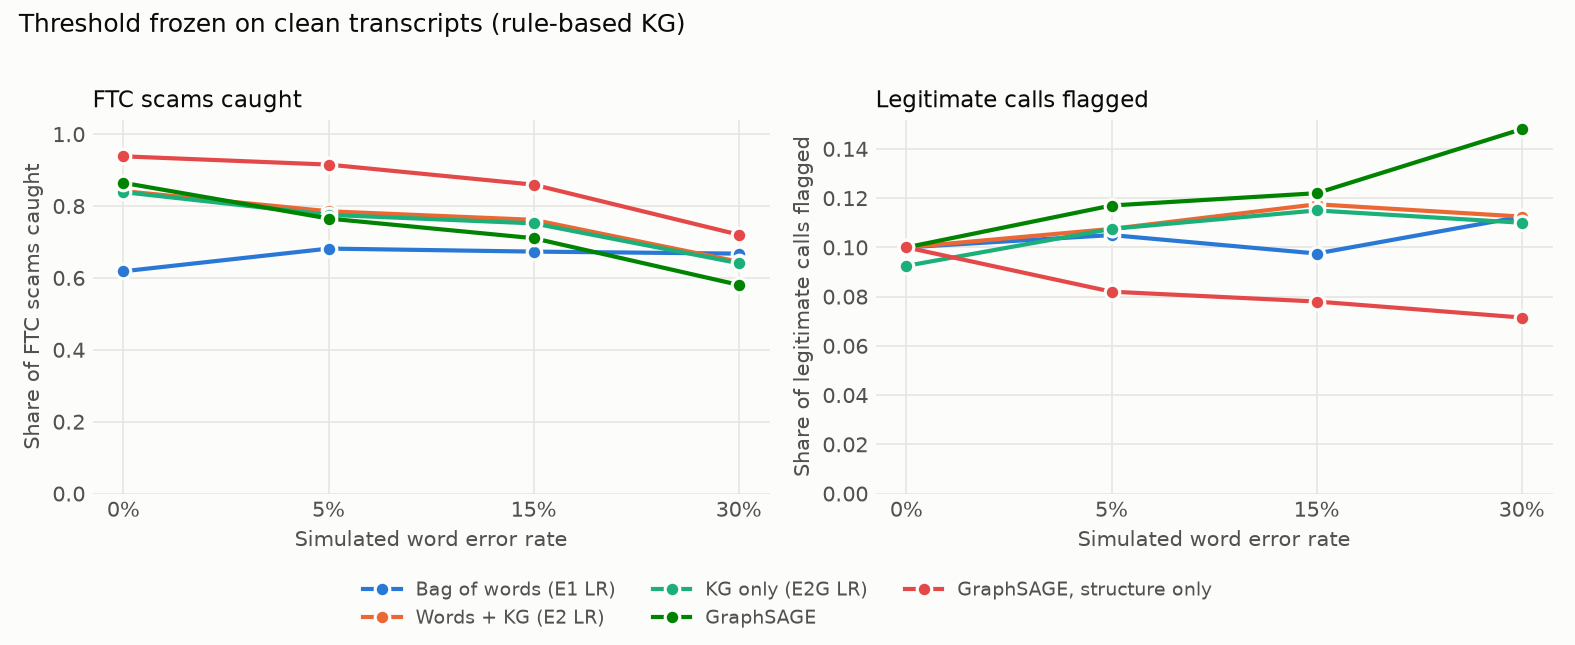 Threshold frozen on clean transcripts (rule-based KG)
FTC scams caught
Share of FTC scams caught
1.0
0.8
0.6
0.4
0.2
0.0
0%
5%
15%
30%
Simulated word error rate
Legitimate calls flagged
Share of legitimate calls flagged
0.14
0.12
0.10
0.08
0.06
0.04
0.02
0.00
0%
5%
15%
30%
Simulated word error rate
Bag of words (E1 LR)
Words + KG (E2 LR)
KG only (E2G LR)
GraphSAGE
GraphSAGE, structure only